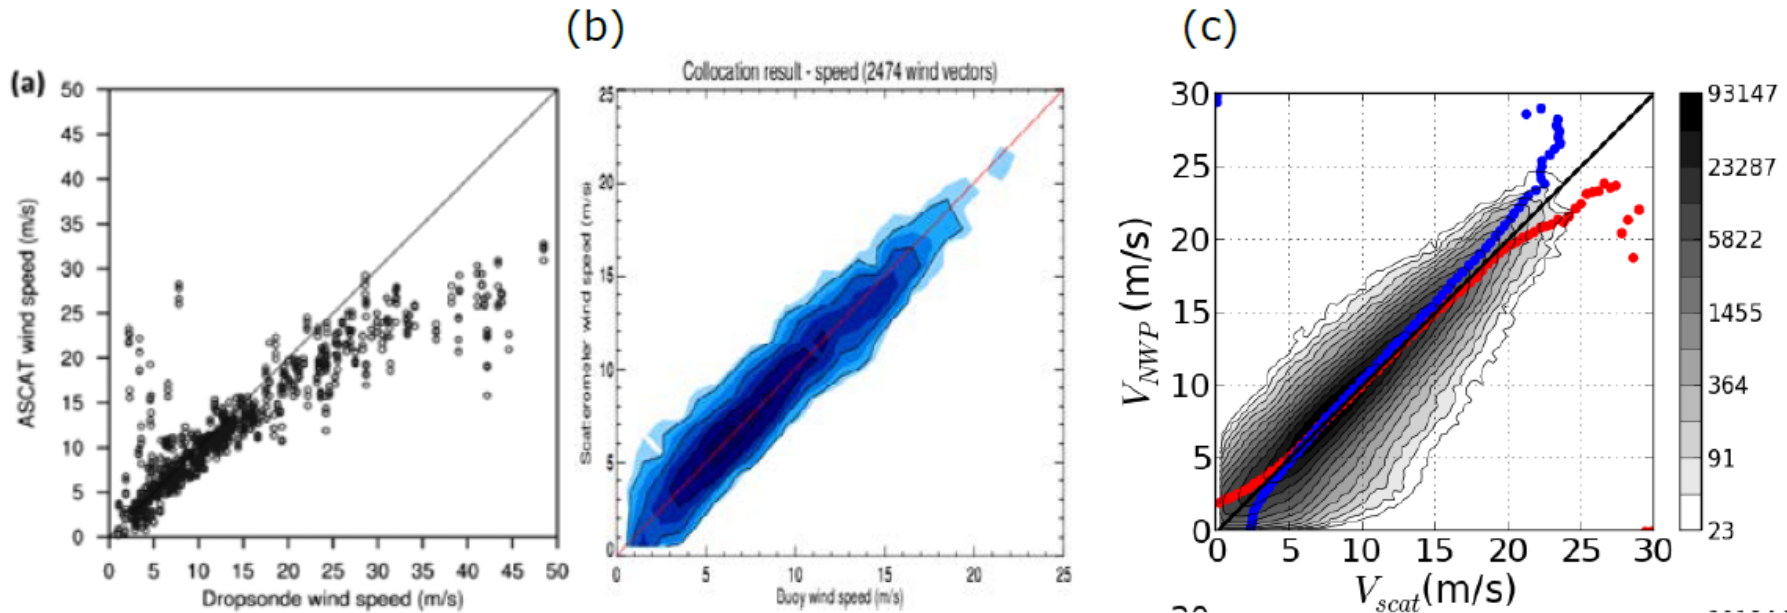 (b)
(c)
(a)
50
45
40
35
30
25
20
15
10
5
0
ASCAT wind speed (m/s)
0 5 10 15 20 25 30 35 40 45 50
Dropsonde wind speed (m/s)
Collocation result - speed (2474 wind vectors)
25
20
15
10
5
0
Scatterometer wind speed (m/s)
0 5 10 15 20 25
Buoy wind speed (m/s)
30
25
20
15
10
5
0
V_NWP (m/s)
0 5 10 15 20 25 30
V_scat (m/s)
93147
23287
5822
1455
364
91
23
30